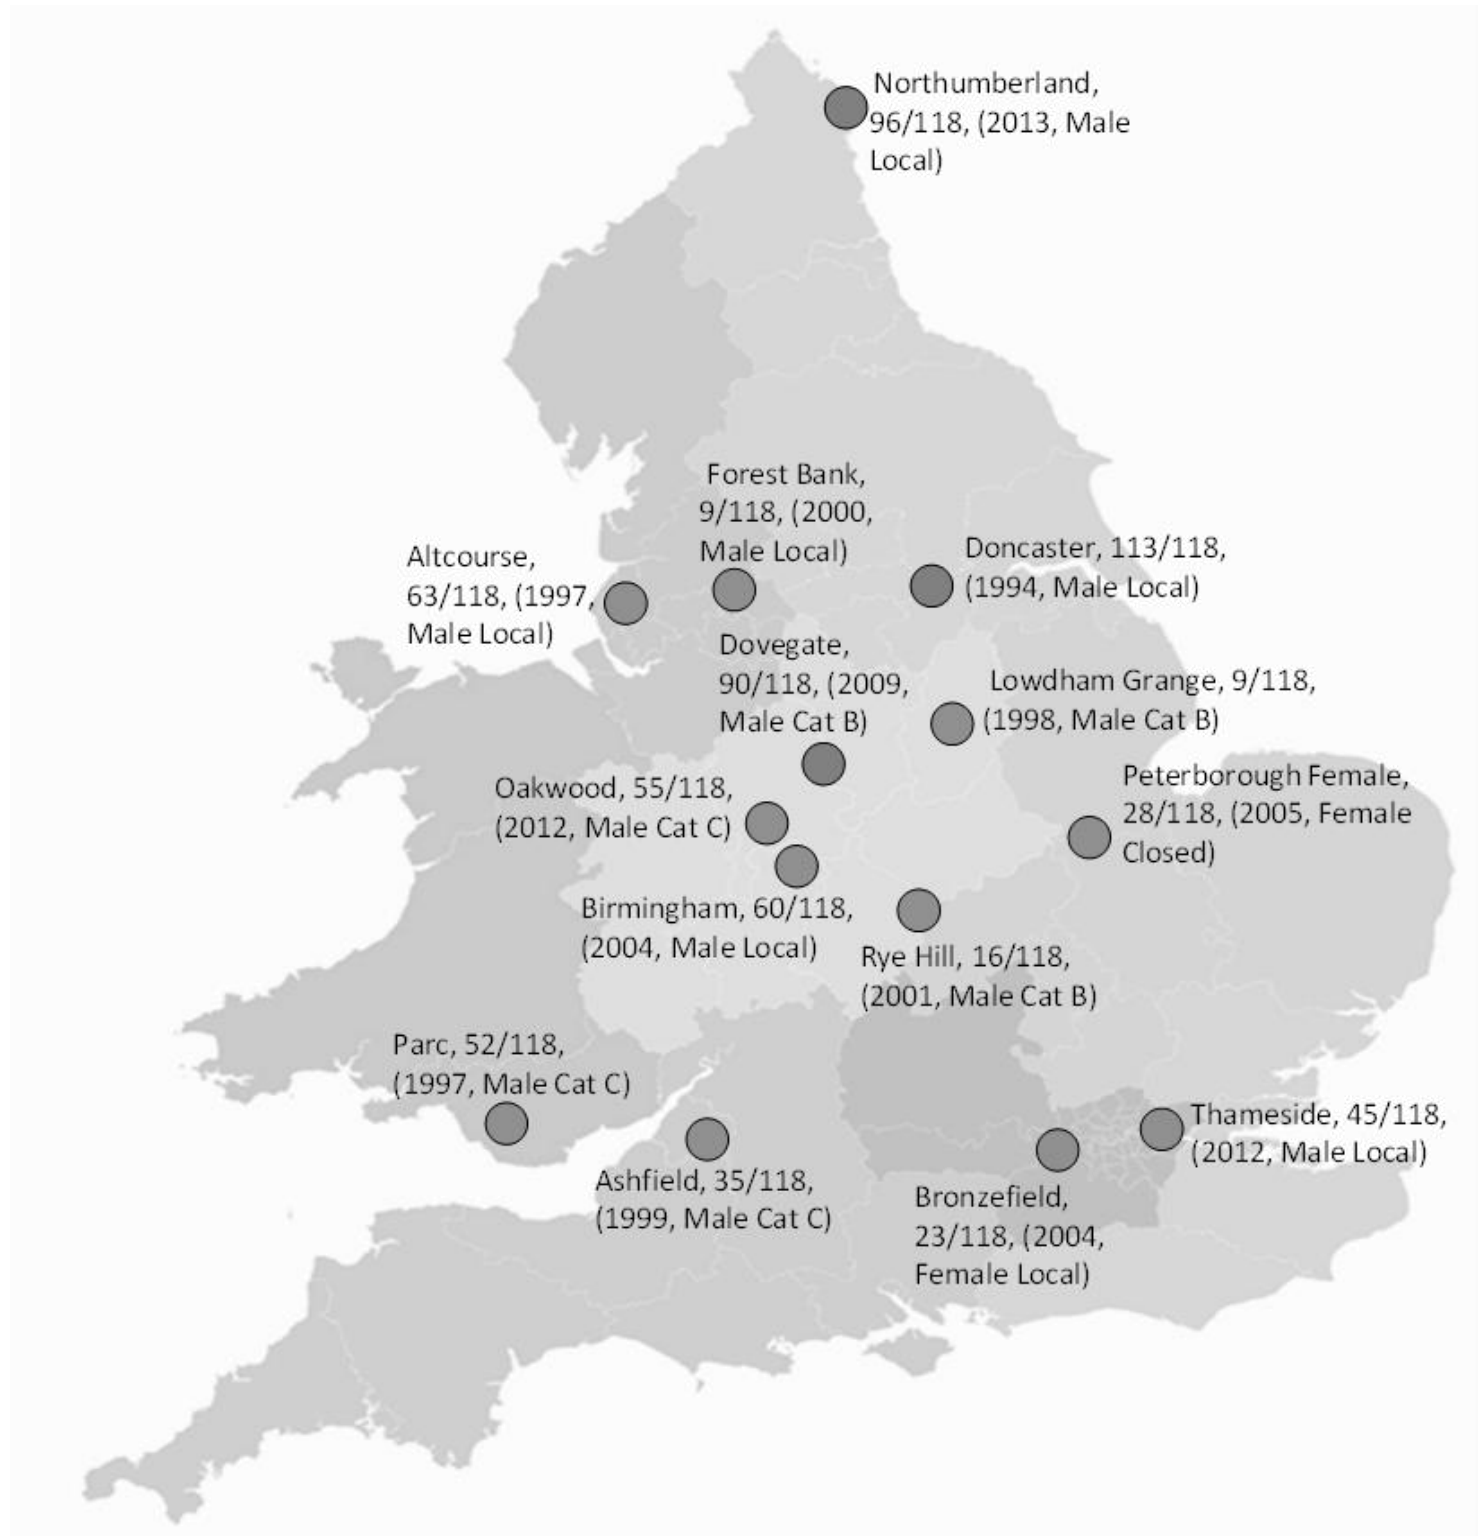 Northumberland,
96/118, (2013, Male
Local)
Forest Bank,
9/118, (2000,
Male Local)
Altcourse,
63/118, (1997,
Male Local)
Doncaster, 113/118,
(1994, Male Local)
Dovegate,
90/118, (2009,
Male Cat B)
Lowdham Grange, 9/118,
(1998, Male Cat B)
Oakwood, 55/118,
(2012, Male Cat C)
Peterborough Female,
28/118, (2005, Female
Closed)
Birmingham, 60/118,
(2004, Male Local)
Rye Hill, 16/118,
(2001, Male Cat B)
Parc, 52/118,
(1997, Male Cat C)
Thameside, 45/118,
(2012, Male Local)
Ashfield, 35/118,
(1999, Male Cat C)
Bronzefield,
23/118, (2004,
Female Local)